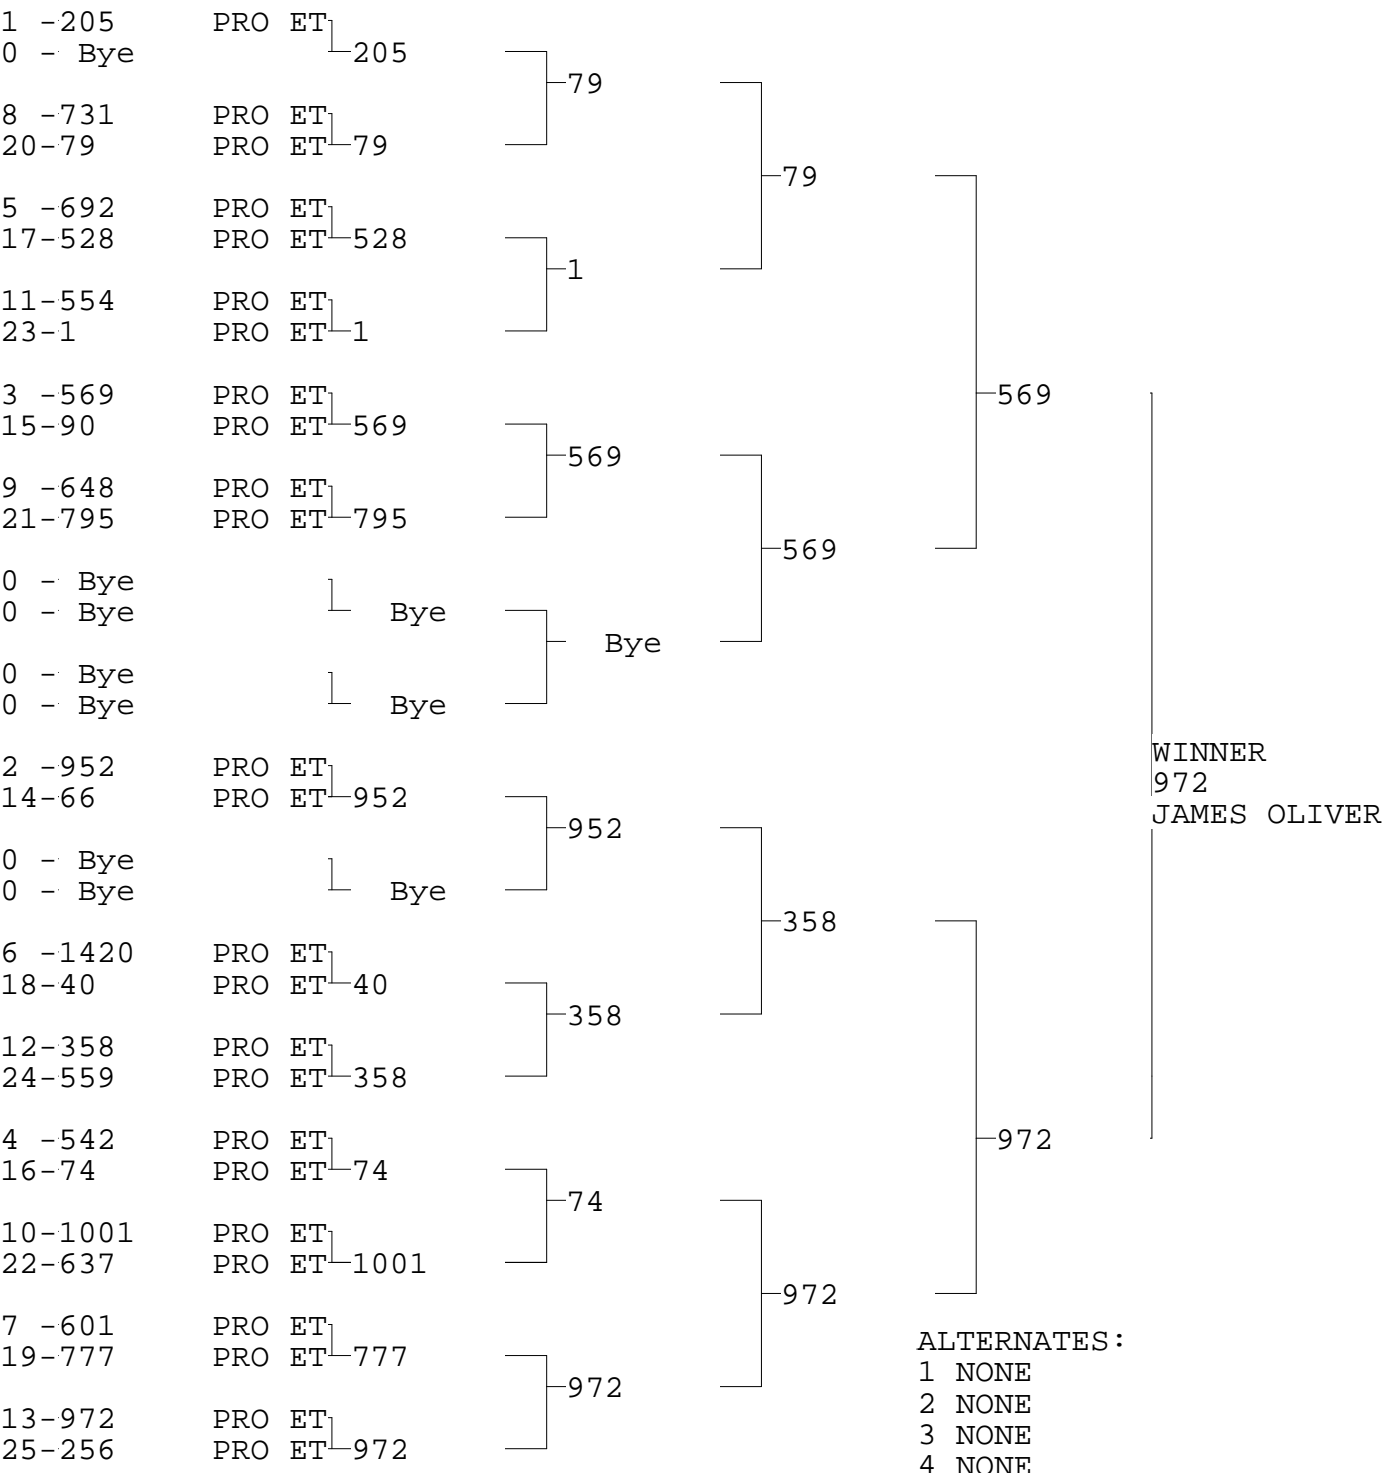 1 -205 PRO ET
0 - Bye 205
79
8 -731 PRO ET
20-79 PRO ET 79
79
5 -692 PRO ET
17-528 PRO ET 528
1
11-554 PRO ET
23-1 PRO ET 1
3 -569 PRO ET 569
15-90 PRO ET 569
569
9 -648 PRO ET
21-795 PRO ET 795
569
0 - Bye
0 - Bye Bye
Bye
0 - Bye
0 - Bye Bye
WINNER
2 -952 PRO ET
972
14-66 PRO ET 952
JAMES OLIVER
952
0 - Bye
0 - Bye Bye
358
6 -1420 PRO ET
18-40 PRO ET 40
358
12-358 PRO ET
24-559 PRO ET 358
4 -542 PRO ET 972
16-74 PRO ET 74
74
10-1001 PRO ET
22-637 PRO ET 1001
972
7 -601 PRO ET
ALTERNATES:
19-777 PRO ET 777
1 NONE
972
2 NONE
13-972 PRO ET
3 NONE
25-256 PRO ET 972
4 NONE